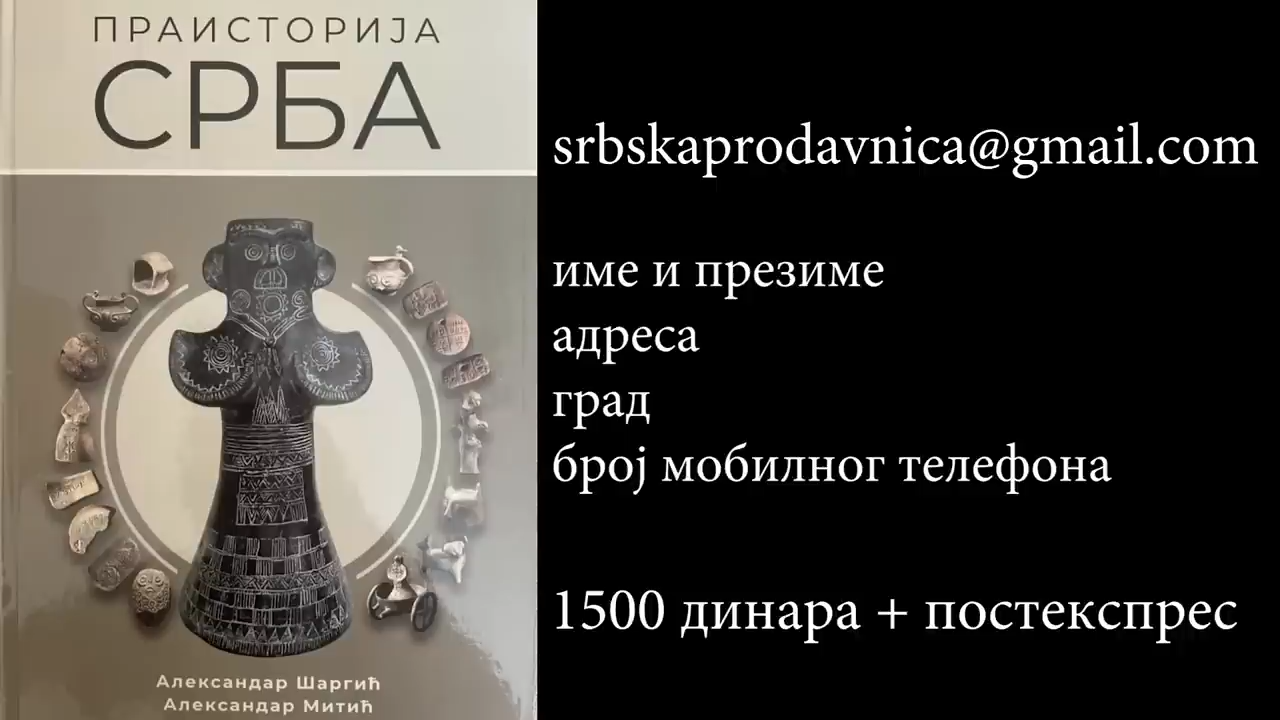 ПРАИСТОРИЈА
СРБА
Александар Шаргић
Александар Митић
srbskaprodavnica@gmail.com
име и презиме
адреса
град
број мобилног телефона
1500 динара + постекспрес